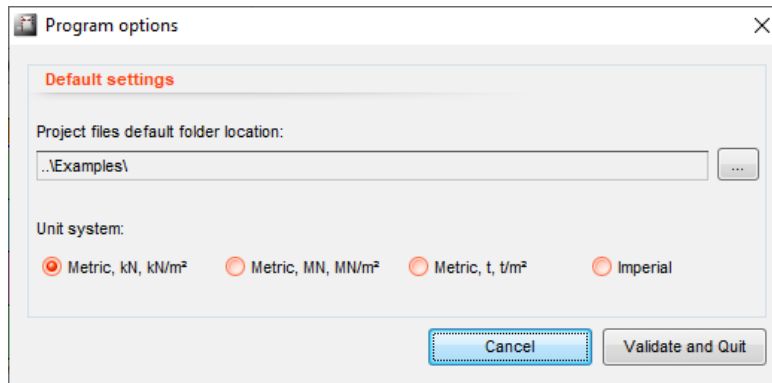 Program options
Default settings
Project files default folder location:
..\Examples\
...
Unit system:
Metric, kN, kN/m² Metric, MN, MN/m² Metric, t, t/m² Imperial
Cancel Validate and Quit